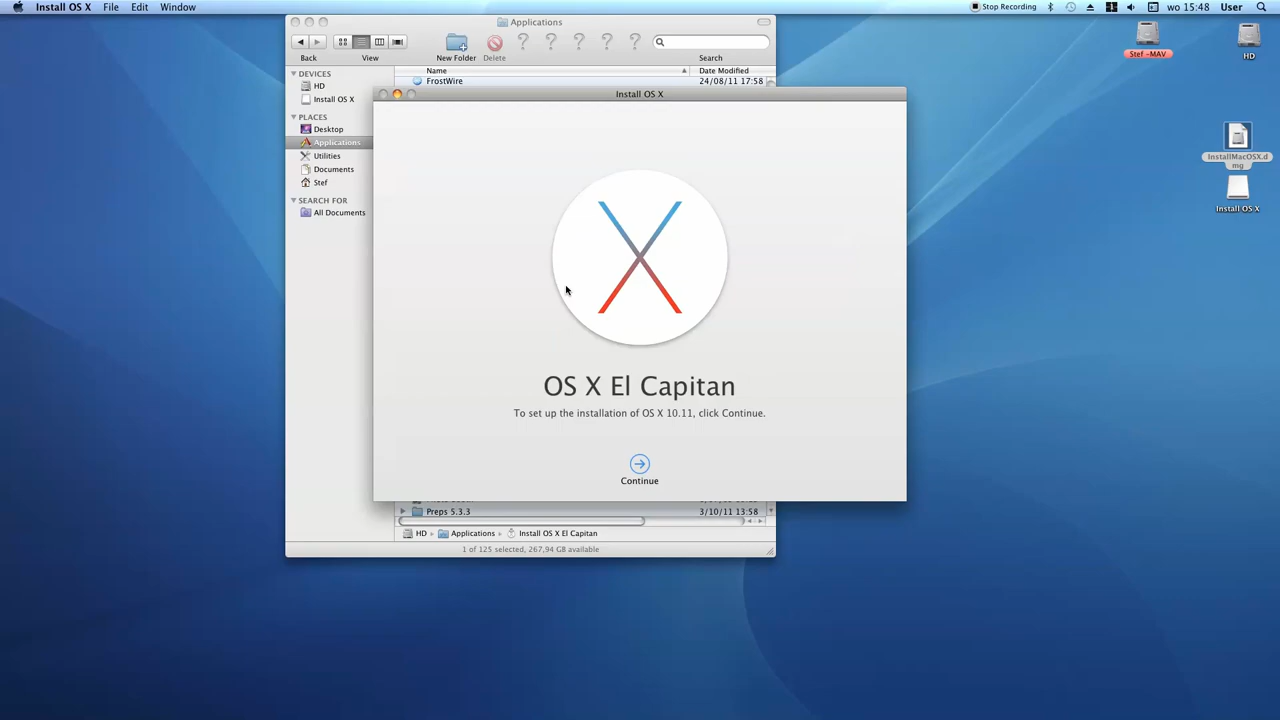 Install OS X File Edit Window
Stop Recording wo 15:48 User
Applications
Back View New Folder Delete Search
Name Date Modified
DEVICES
HD
Install OS X
PLACES
Desktop
Applications
Utilities
Documents
Stef
SEARCH FOR
All Documents
FrostWire 24/08/11 17:58
Install OS X
OS X El Capitan
To set up the installation of OS X 10.11, click Continue.
Continue
Preps 5.3.3 3/10/11 13:58
HD Applications Install OS X El Capitan
1 of 125 selected, 267,94 GB available
Stef -MAV
HD
InstallMacOSX.d
mg
Install OS X